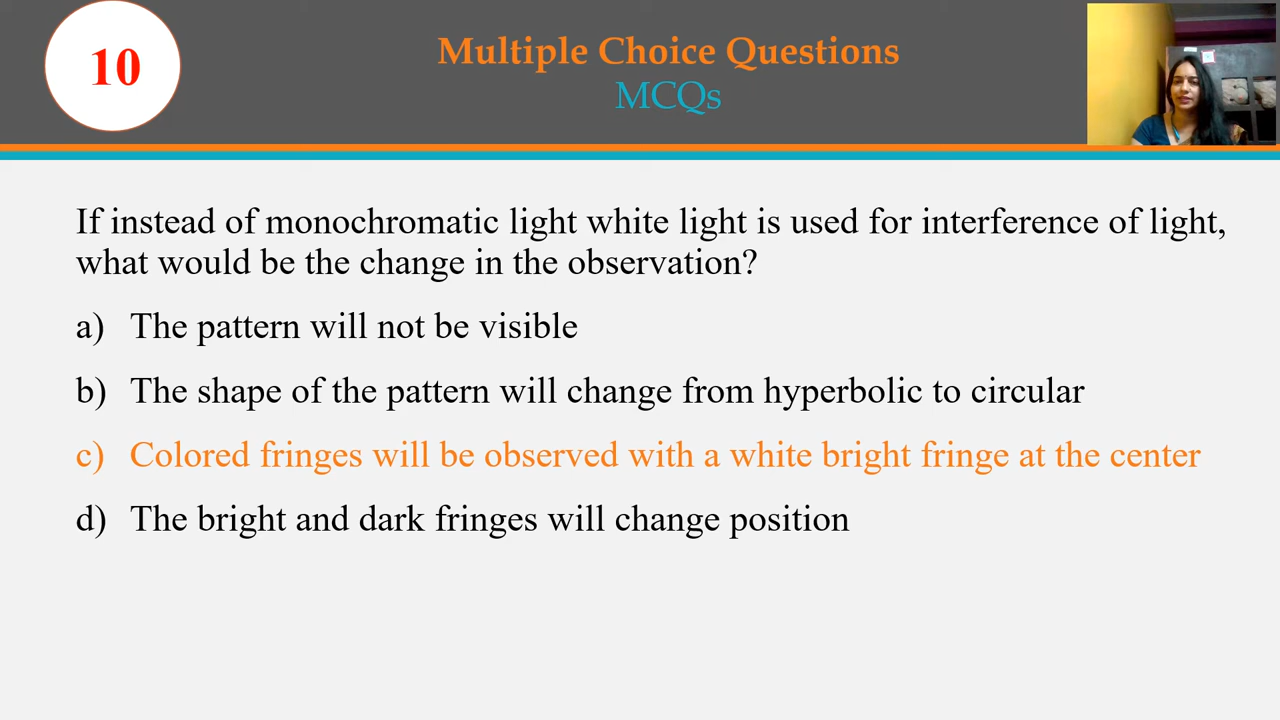 10
Multiple Choice Questions
MCQs
If instead of monochromatic light white light is used for interference of light,
what would be the change in the observation?
a) The pattern will not be visible
b) The shape of the pattern will change from hyperbolic to circular
c) Colored fringes will be observed with a white bright fringe at the center
d) The bright and dark fringes will change position